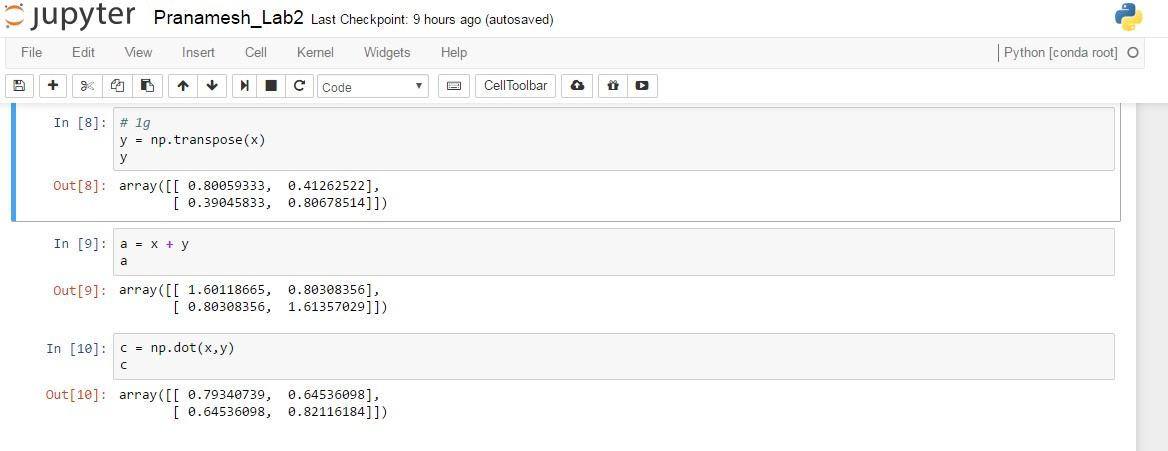 jupyter Pranamesh_Lab2 Last Checkpoint: 9 hours ago (autosaved)
File Edit View Insert Cell Kernel Widgets Help Python [conda root]
Code CellToolbar
In [8]: # 1g
y = np.transpose(x)
y
Out[8]: array([[ 0.80059333, 0.41262522],
[ 0.39045833, 0.80678514]])
In [9]: a = x + y
a
Out[9]: array([[ 1.60118665, 0.80308356],
[ 0.80308356, 1.61357029]])
In [10]: c = np.dot(x,y)
c
Out[10]: array([[ 0.79340739, 0.64536098],
[ 0.64536098, 0.82116184]])